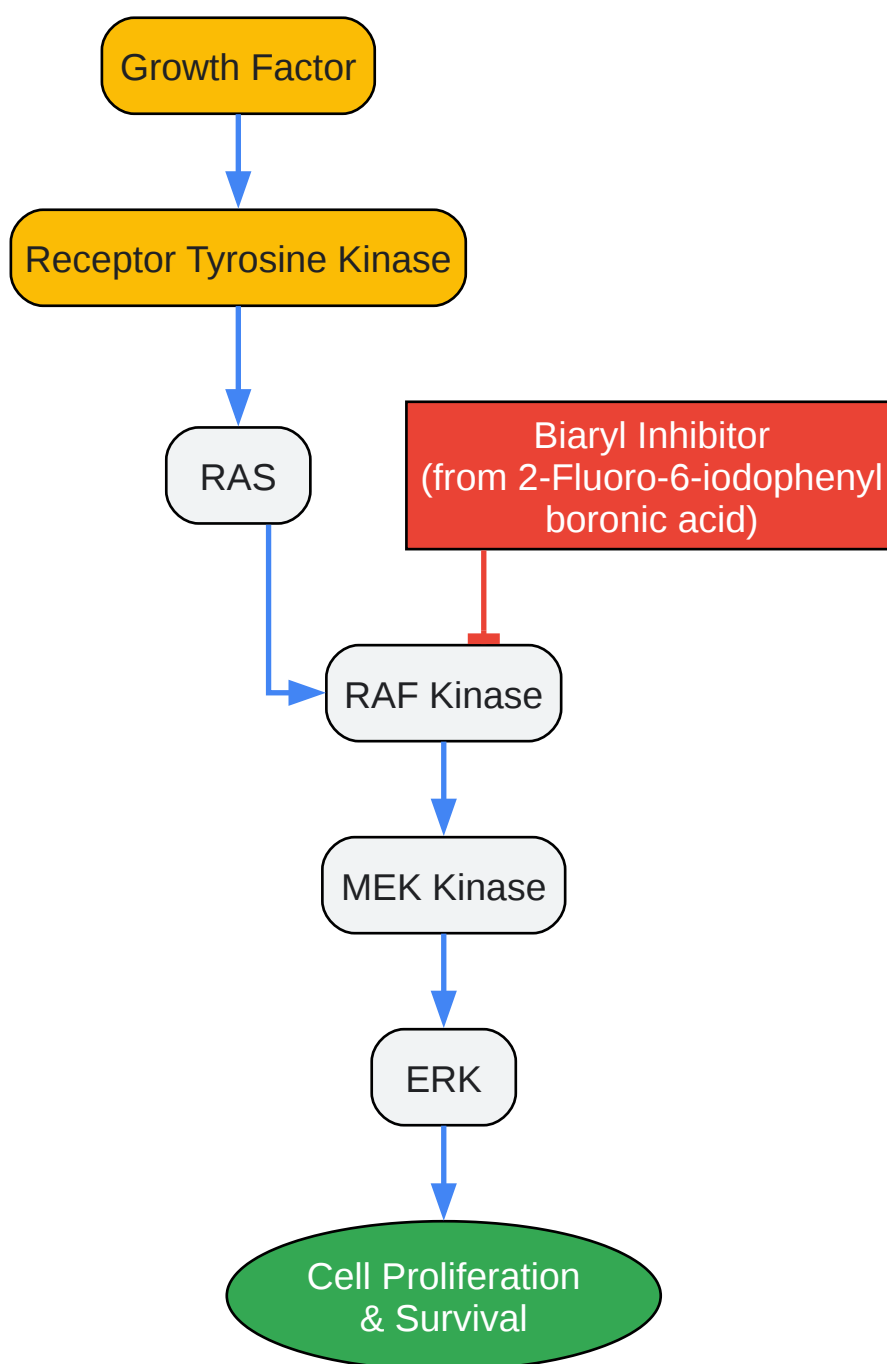 Growth Factor
Receptor Tyrosine Kinase
RAS
Biaryl Inhibitor
(from 2-Fluoro-6-iodophenyl
boronic acid)
RAF Kinase
MEK Kinase
ERK
Cell Proliferation
& Survival